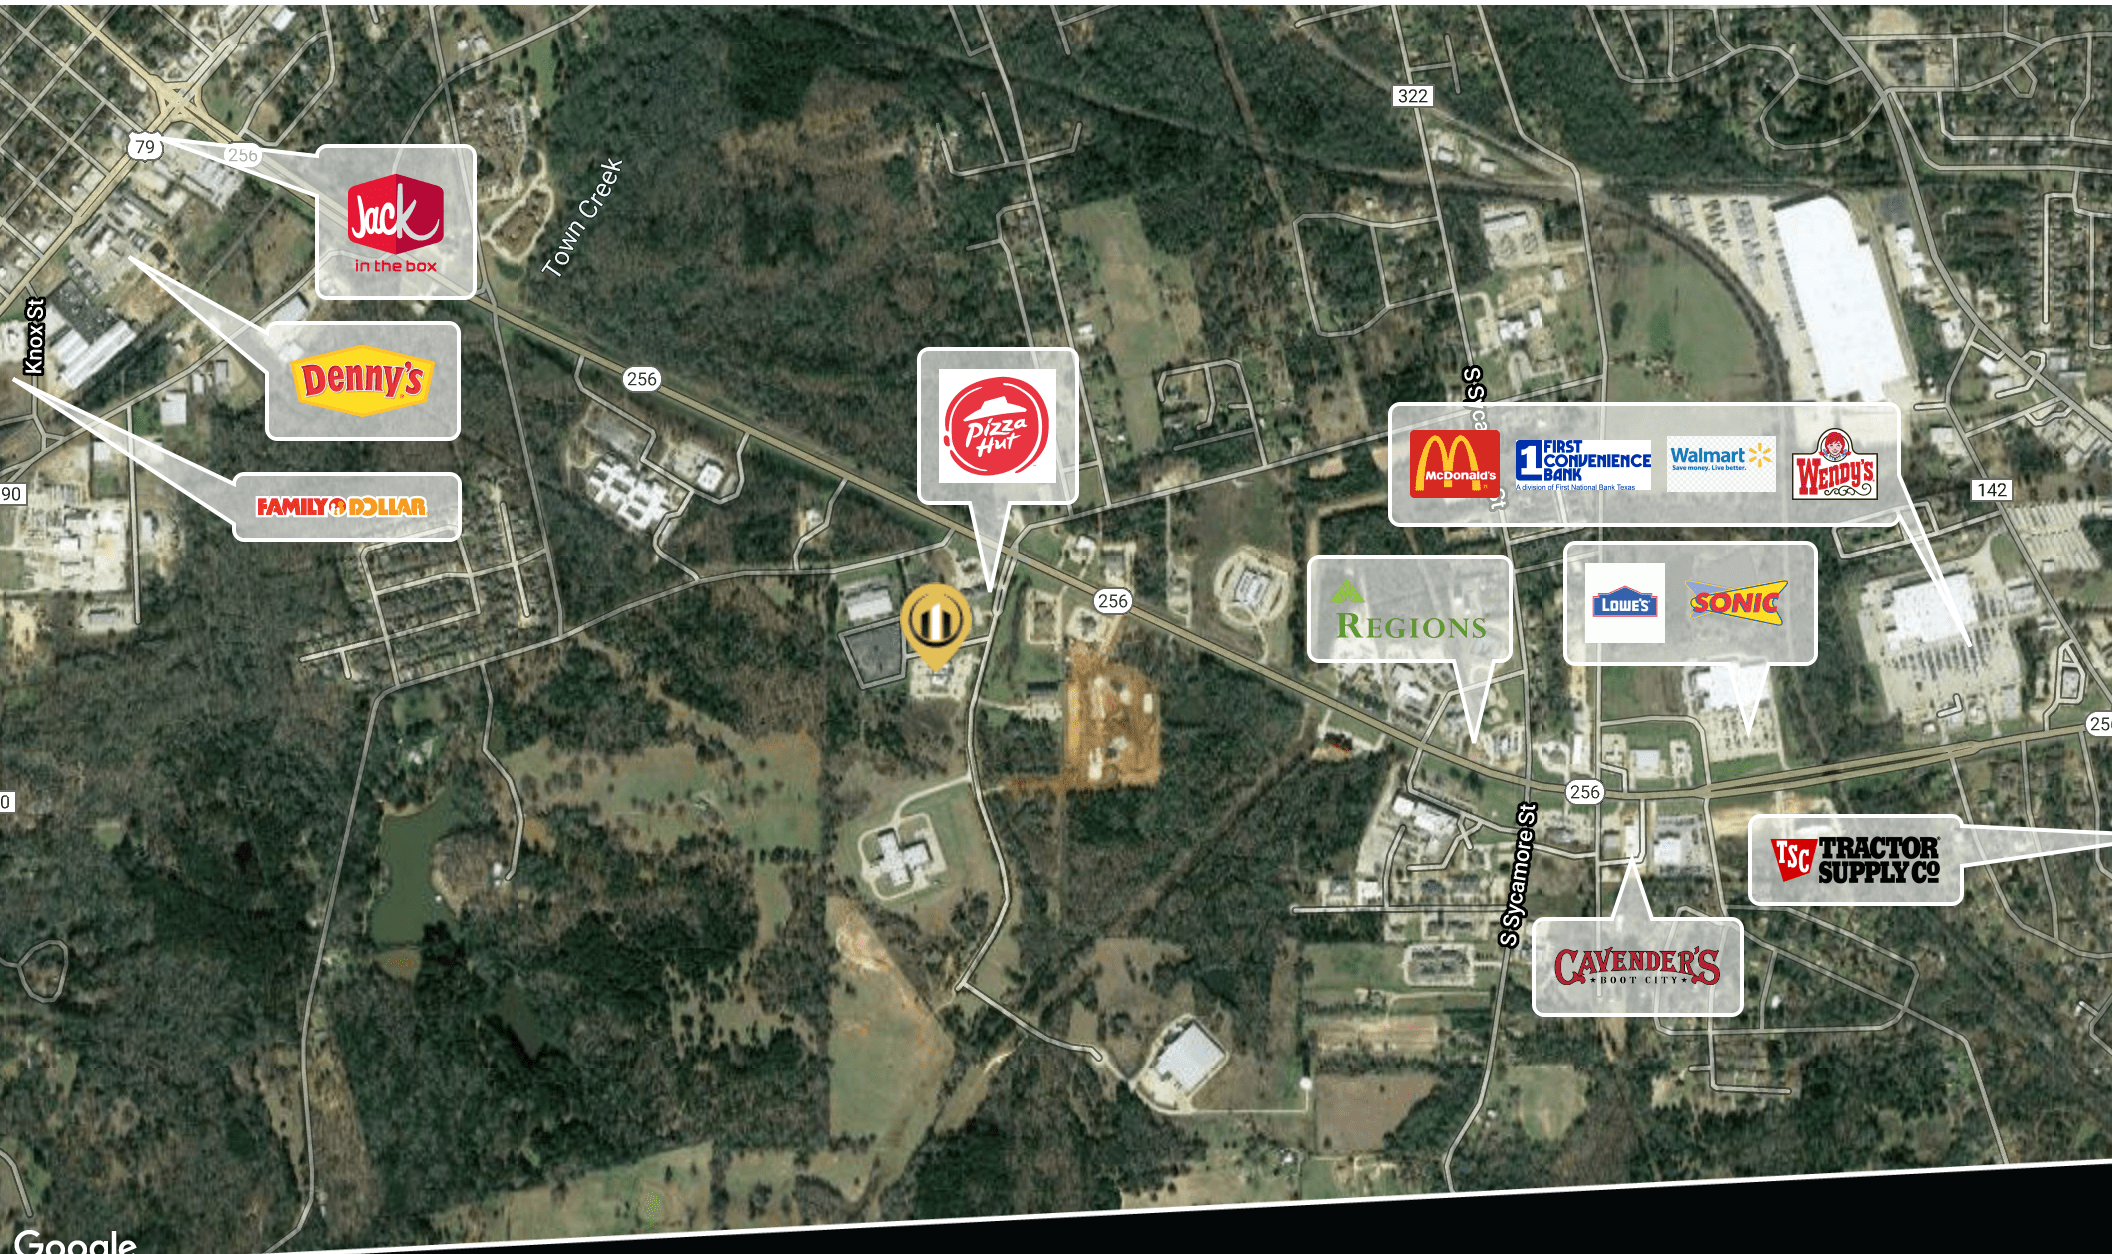 322
79
256
Jack
in the box
Town Creek
Knox St
Denny's
256
Pizza
Hut
McDonald's
1 FIRST
CONVENIENCE
BANK
A division of First National Bank Texas
Walmart
Save money. Live better.
Wendy's
90
FAMILY DOLLAR
142
256
REGIONS
LOWE'S
SONIC
256
0
S Sycamore St
TSC TRACTOR
SUPPLY CO
CAVENDER'S
BOOT CITY
Google